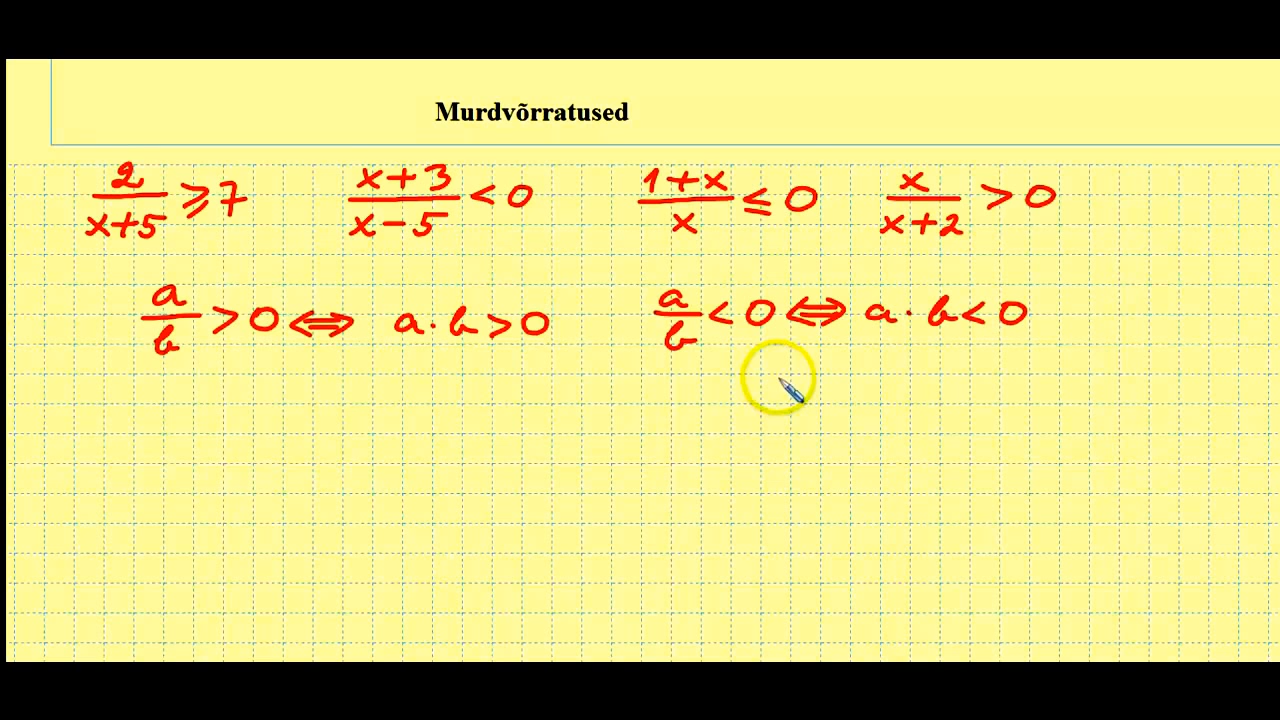 Murdvõrratused
2/(x+5) ⩾ 7 (x+3)/(x-5) < 0 (1+x)/x ≤ 0 x/(x+2) > 0
a/b > 0 ⟺ a·b > 0 a/b < 0 ⟺ a·b < 0